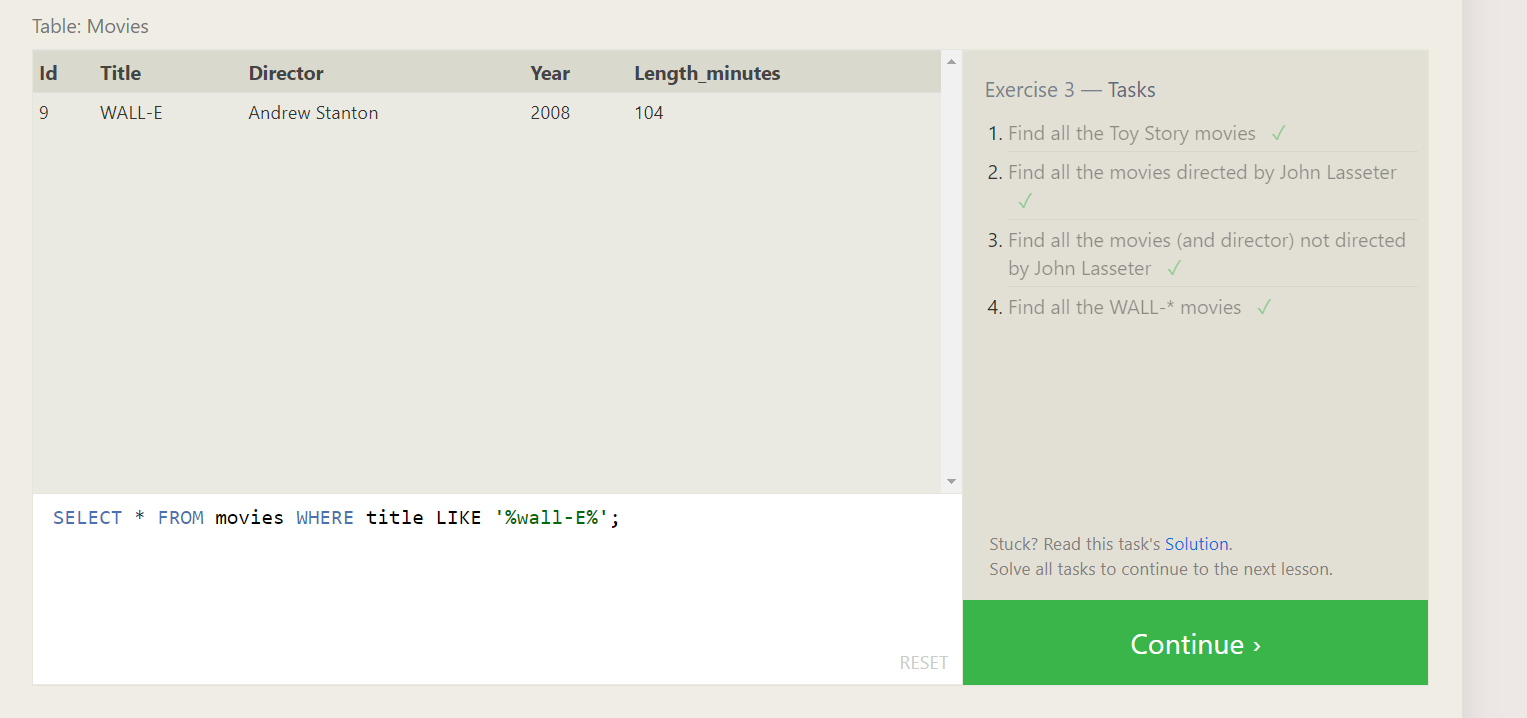 Table: Movies
Id Title Director Year Length_minutes
9 WALL-E Andrew Stanton 2008 104
SELECT * FROM movies WHERE title LIKE '%wall-E%';
RESET
Exercise 3 — Tasks
1. Find all the Toy Story movies ✓
2. Find all the movies directed by John Lasseter
✓
3. Find all the movies (and director) not directed
by John Lasseter ✓
4. Find all the WALL-* movies ✓
Stuck? Read this task's Solution.
Solve all tasks to continue to the next lesson.
Continue ›